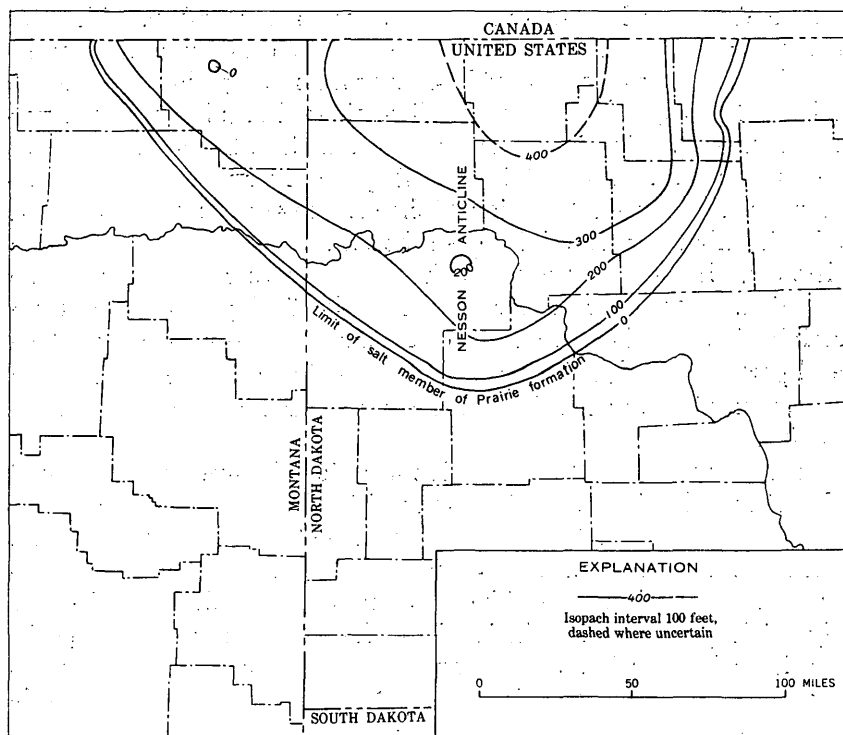 CANADA
UNITED STATES
0
400
NESSON ANTICLINE
300
200
200
100
0
Limit of salt member of Prairie formation
MONTANA
NORTH DAKOTA
SOUTH DAKOTA
EXPLANATION
400
Isopach interval 100 feet,
dashed where uncertain
0 50 100 MILES